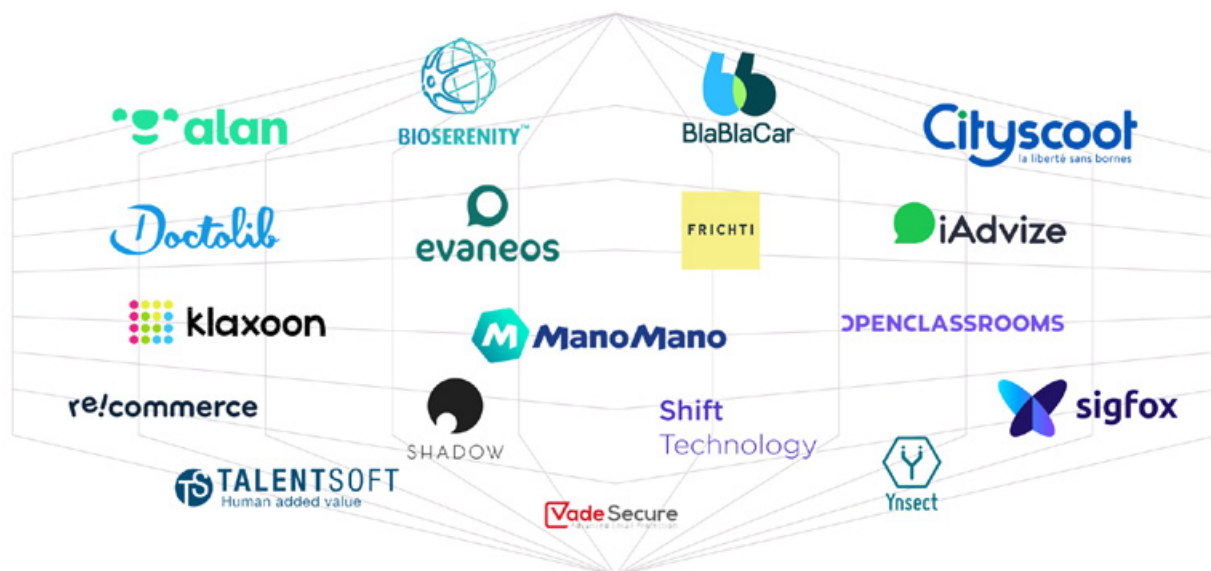 alan
BIOSERENITY™
BlaBlaCar
Cityscoot
la liberté sans bornes
Doctolib
evaneos
FRICHTI
iAdvize
klaxoon
M ManoMano
OPENCLASSROOMS
re!commerce
SHADOW
Shift
Technology
sigfox
TS TALENTSOFT
Human added value
Ynsect
Vade Secure